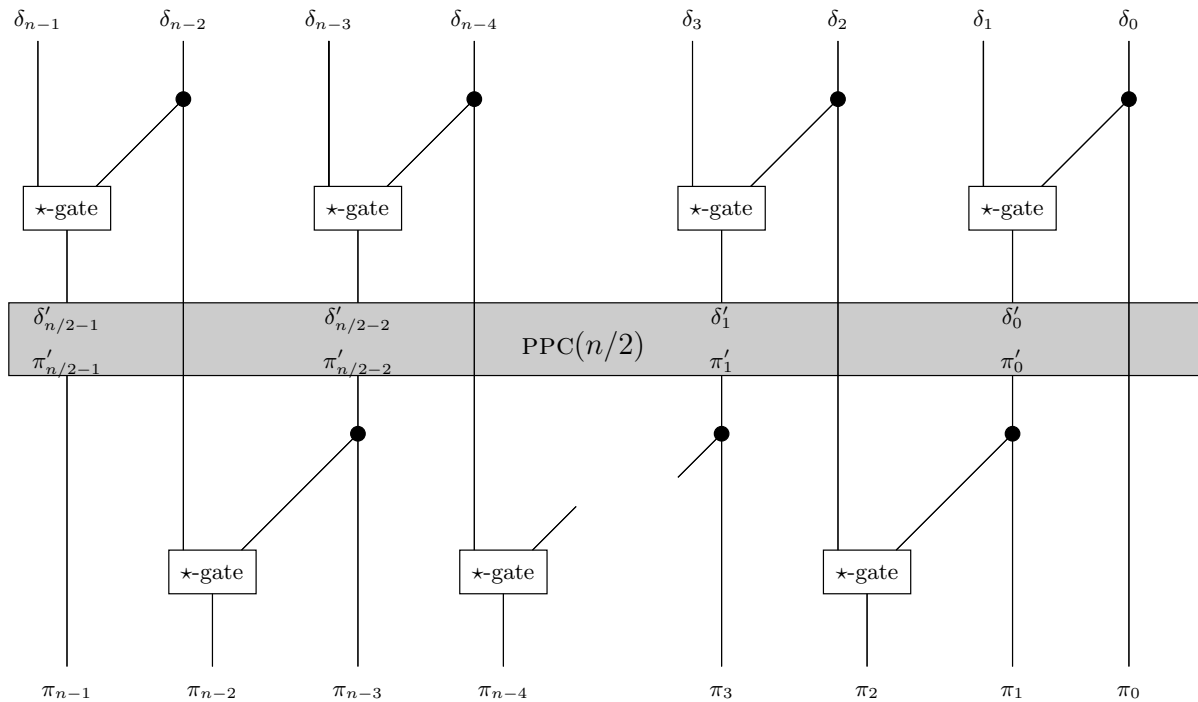 δₙ₋₁ δₙ₋₂ δₙ₋₃ δₙ₋₄ δ₃ δ₂ δ₁ δ₀
⋆-gate ⋆-gate ⋆-gate ⋆-gate
δ′_{n/2−1} δ′_{n/2−2} δ′₁ δ′₀
PPC(n/2)
π′_{n/2−1} π′_{n/2−2} π′₁ π′₀
⋆-gate ⋆-gate ⋆-gate
πₙ₋₁ πₙ₋₂ πₙ₋₃ πₙ₋₄ π₃ π₂ π₁ π₀